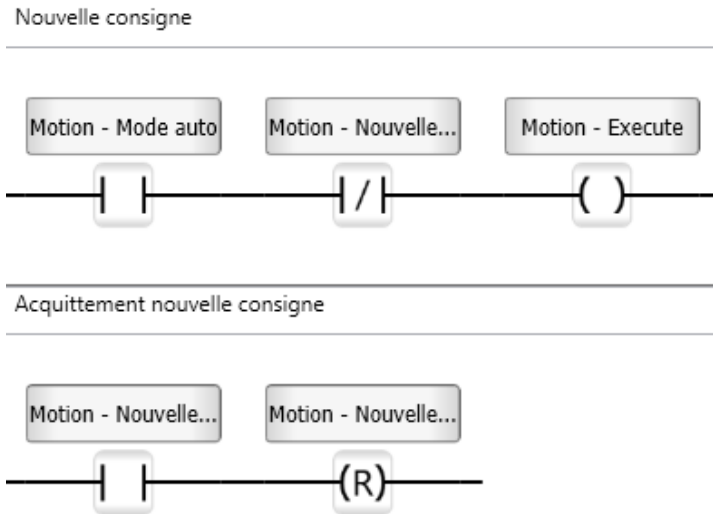 Nouvelle consigne
Motion - Mode auto Motion - Nouvelle... Motion - Execute
/ ( )
Acquittement nouvelle consigne
Motion - Nouvelle... Motion - Nouvelle...
(R)